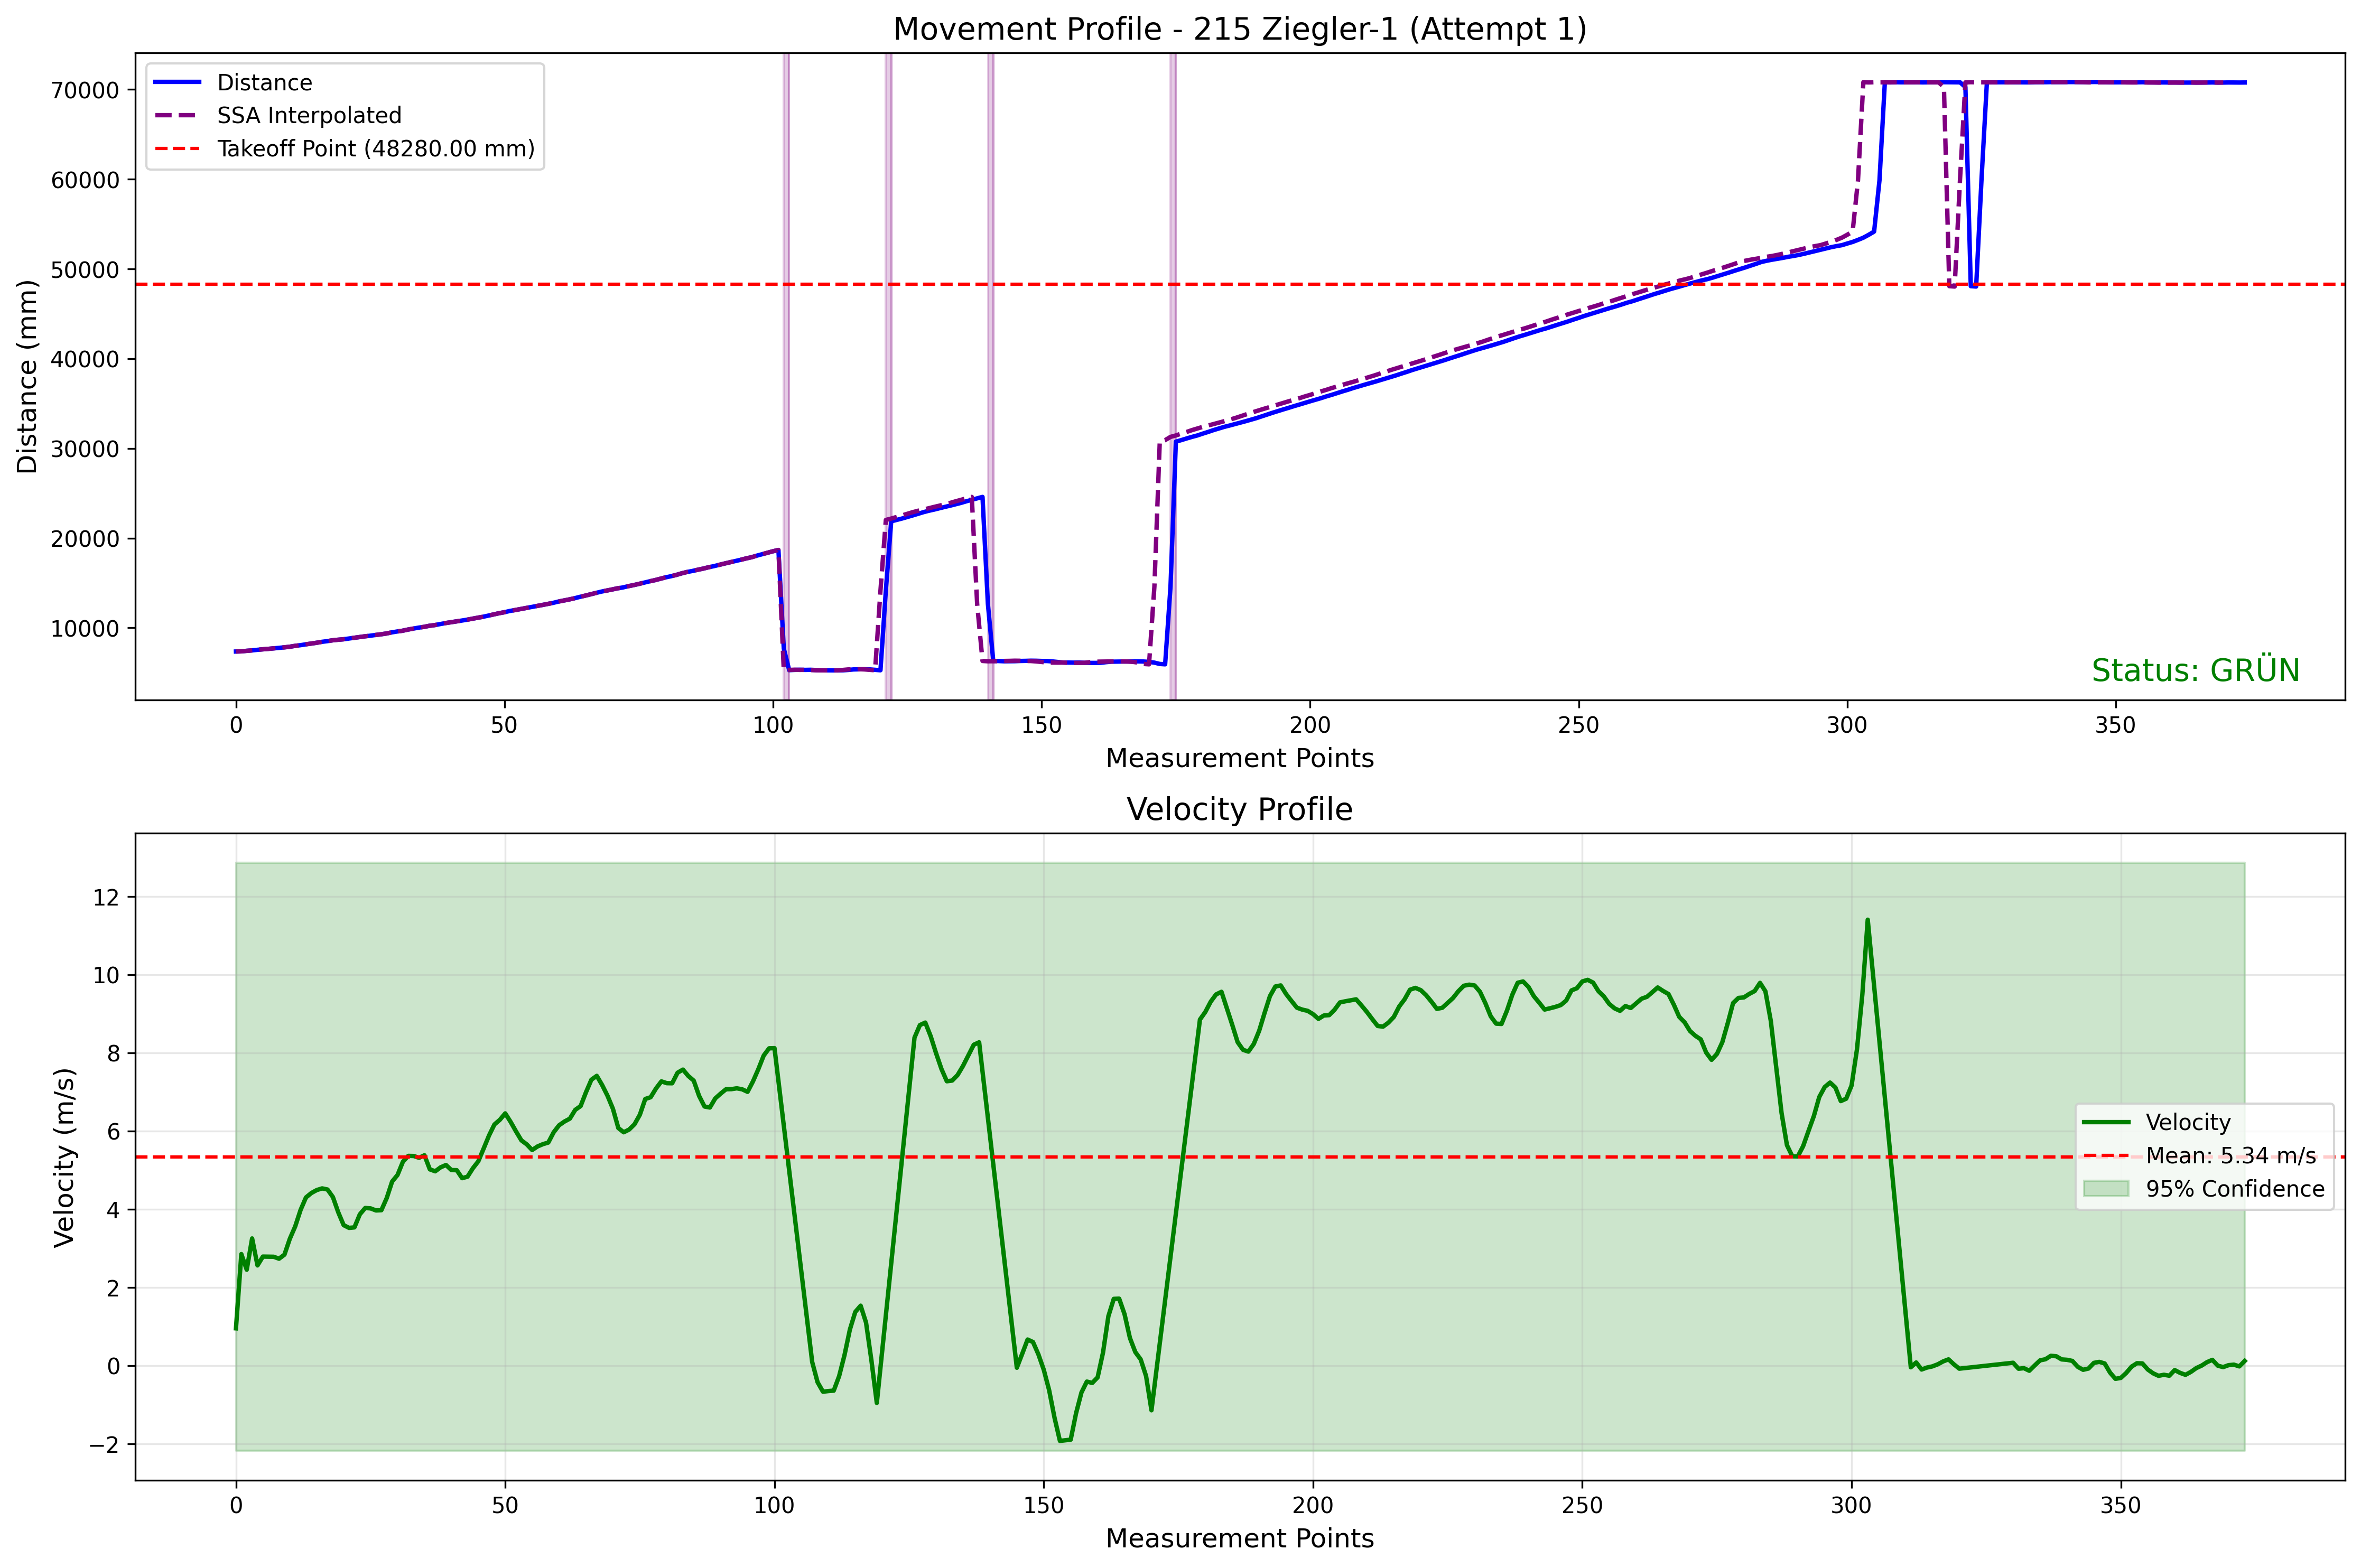 Movement Profile - 215 Ziegler-1 (Attempt 1)
Distance
SSA Interpolated
Takeoff Point (48280.00 mm)
Distance (mm)
70000
60000
50000
40000
30000
20000
10000
Status: GRÜN
0 50 100 150 200 250 300 350
Measurement Points
Velocity Profile
Velocity (m/s)
12
10
8
6
4
2
0
−2
Velocity
Mean: 5.34 m/s
95% Confidence
0 50 100 150 200 250 300 350
Measurement Points